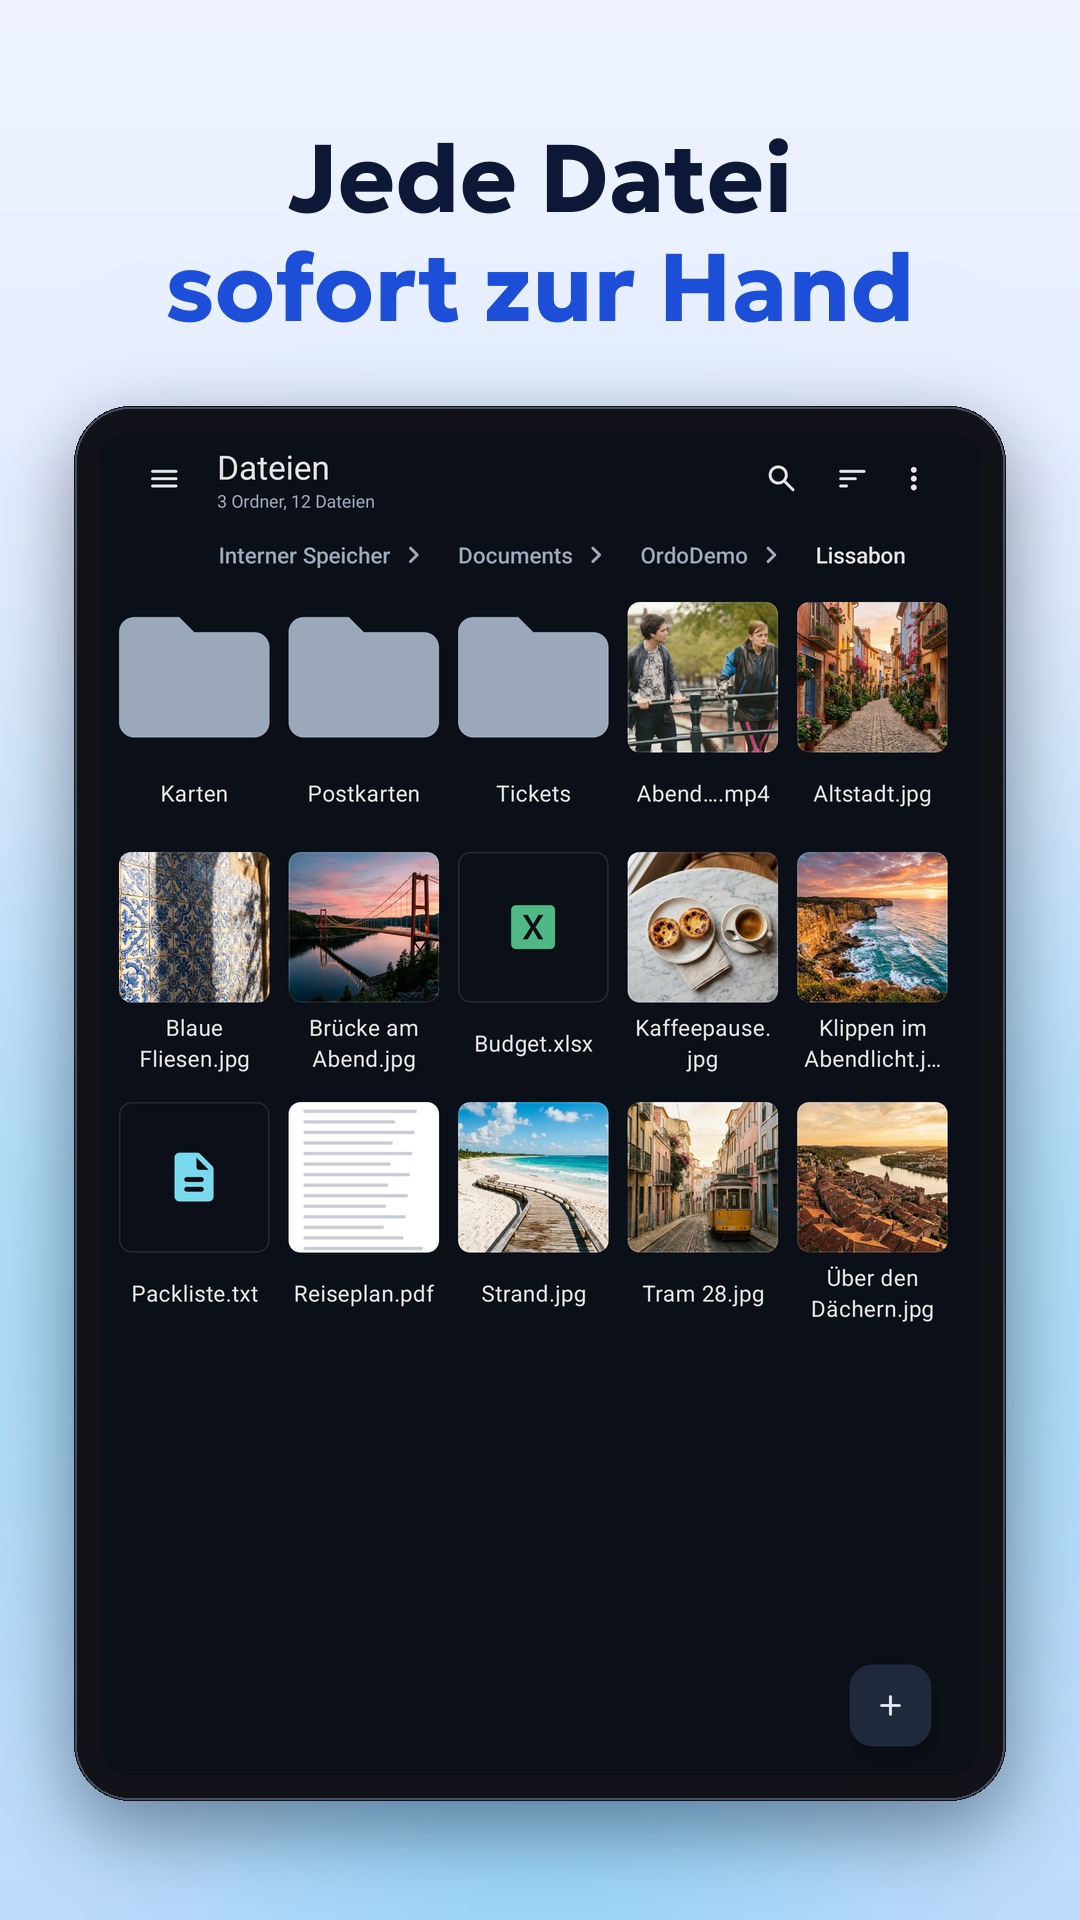 Jede Datei
sofort zur Hand
Dateien
3 Ordner, 12 Dateien
Interner Speicher
Documents
OrdoDemo
Lissabon
Karten
Postkarten
Tickets
Abend....mp4
Altstadt.jpg
Blaue
Fliesen.jpg
Brücke am
Abend.jpg
X
Budget.xlsx
Kaffeepause.
jpg
Klippen im
Abendlicht.j...
Packliste.txt
Reiseplan.pdf
Strand.jpg
Tram 28.jpg
Über den
Dächern.jpg